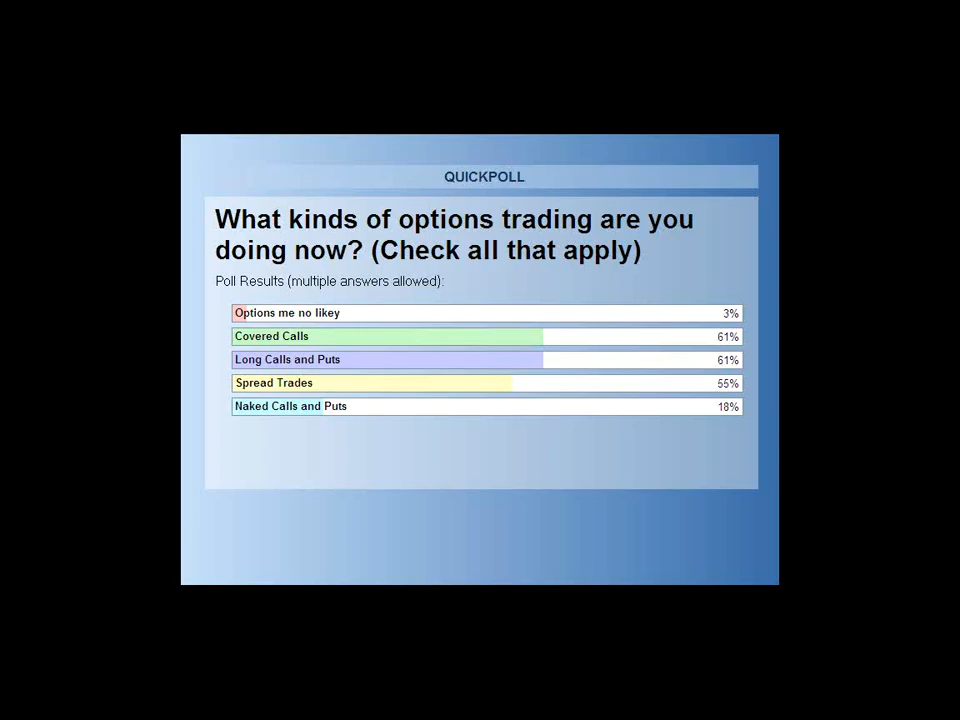 QUICKPOLL
What kinds of options trading are you
doing now? (Check all that apply)
Poll Results (multiple answers allowed):
Options me no likey 3%
Covered Calls 61%
Long Calls and Puts 61%
Spread Trades 55%
Naked Calls and Puts 18%